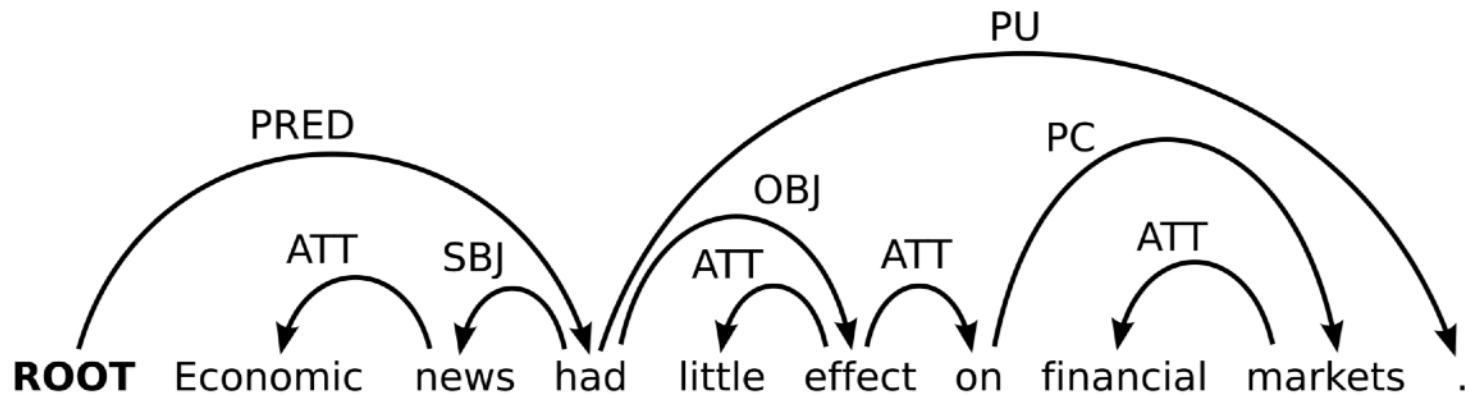 PU
PRED
PC
OBJ
ATT SBJ ATT ATT ATT
ROOT Economic news had little effect on financial markets .